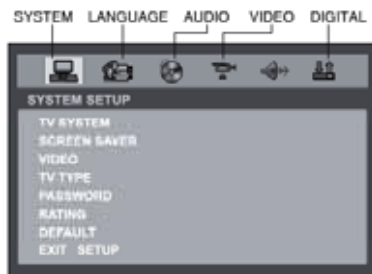 SYSTEM LANGUAGE AUDIO VIDEO DIGITAL
SYSTEM SETUP
TV SYSTEM
SCREEN SAVER
VIDEO
TV TYPE
PASSWORD
RATING
DEFAULT
EXIT SETUP